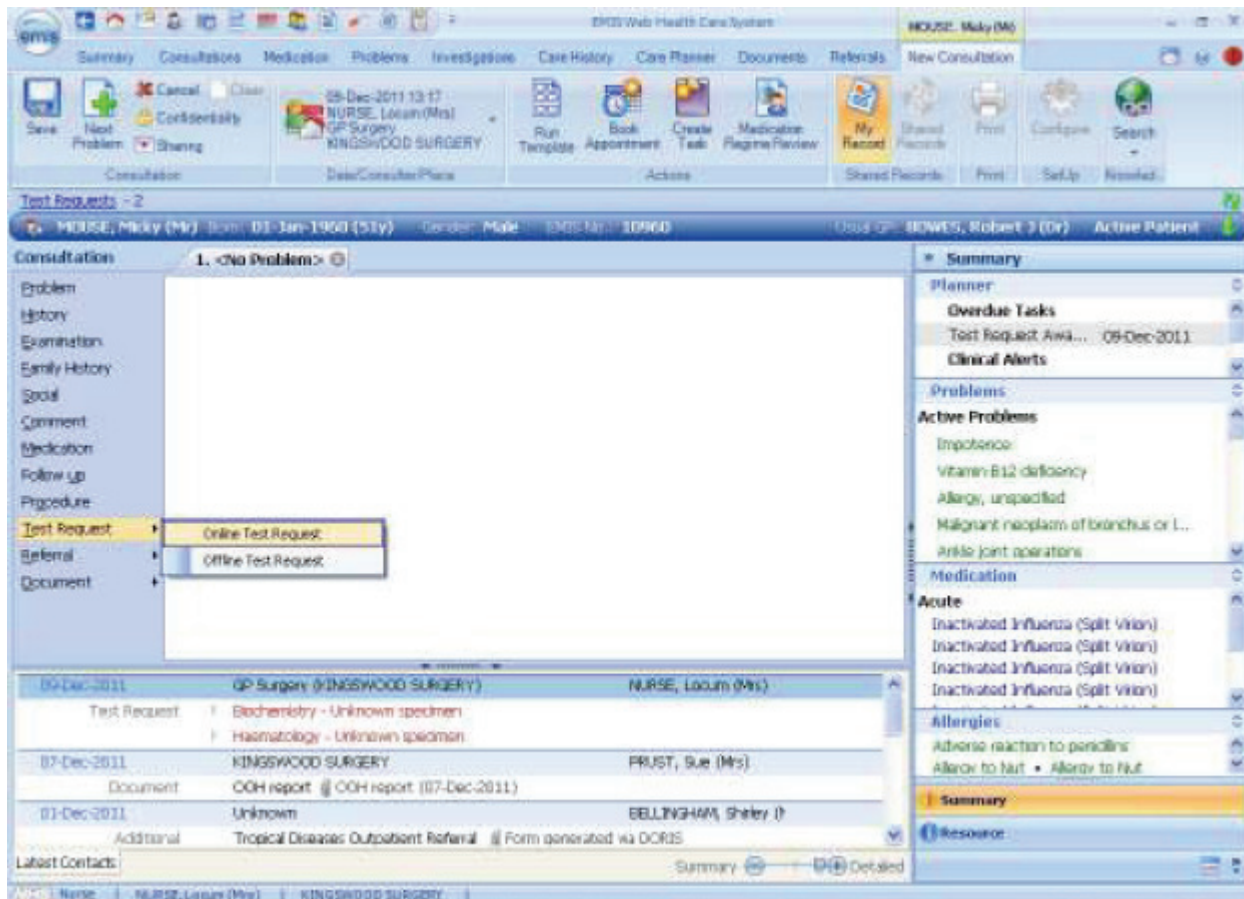 emis
EMIS Web Health Care System
MOUSE, Micky (Mr)
Summary Consultations Medication Problems Investigations Care History Care Planner Documents Referrals New Consultation
Save
Next Problem
Cancel
Clear
Confidentiality
Sharing
Consultation
09-Dec-2011 13:17
NURSE, Locum (Mrs)
GP Surgery
KINGSWOOD SURGERY
Date/Consulter/Place
Run Template
Book Appointment
Create Task
Medication Regime Review
Actions
My Record
Shared Records
Shared Records
Print
Print
Configure
SetUp
Search
Test Requests - 2
MOUSE, Micky (Mr) Born 01-Jan-1960 (51y) Gender Male EMIS No. 10960 Usual GP BOWES, Robert J (Dr) Active Patient
Consultation
1. <No Problem>
Problem
History
Examination
Family History
Social
Comment
Medication
Follow up
Procedure
Test Request
Online Test Request
Referral
Offline Test Request
Document
Summary
Planner
Overdue Tasks
Test Request Awa... 09-Dec-2011
Clinical Alerts
Problems
Active Problems
Impotence
Vitamin B12 deficiency
Allergy, unspecified
Malignant neoplasm of bronchus or l...
Ankle joint operations
Medication
Acute
Inactivated Influenza (Split Virion)
Inactivated Influenza (Split Virion)
Inactivated Influenza (Split Virion)
Inactivated Influenza (Split Virion)
Allergies
Adverse reaction to penicillins
Allergy to Nut • Allergy to Nut
Summary
Resource
09-Dec-2011 GP Surgery (KINGSWOOD SURGERY) NURSE, Locum (Mrs)
Test Request Biochemistry - Unknown specimen
Haematology - Unknown specimen
07-Dec-2011 KINGSWOOD SURGERY PRUST, Sue (Mrs)
Document OOH report OOH report (07-Dec-2011)
01-Dec-2011 Unknown BELLINGHAM, Shirley (M
Additional Tropical Diseases Outpatient Referral Form generated via DORIS
Latest Contacts
Summary Detailed
Nurse NURSE, Locum (Mrs) KINGSWOOD SURGERY